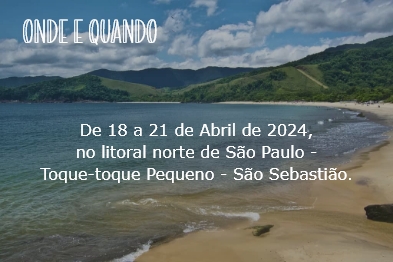 ONDE E QUANDO
De 18 a 21 de Abril de 2024,
no litoral norte de São Paulo -
Toque-toque Pequeno - São Sebastião.